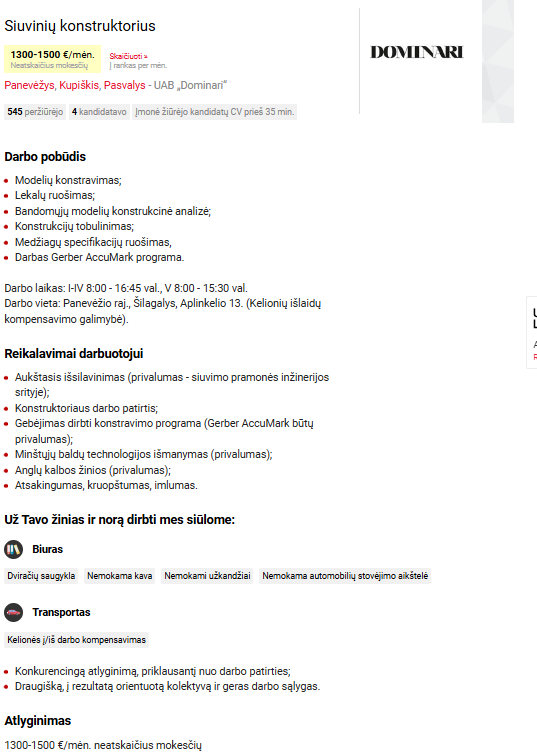 Siuvinių konstruktorius
DOMINARI
1300-1500 €/mėn.
Neatskaičius mokesčių
Skaičiuoti »
Į rankas per mėn.
Panevėžys, Kupiškis, Pasvalys - UAB „Dominari“
545 peržiūrėjo 4 kandidatavo Įmonė žiūrėjo kandidatų CV prieš 35 min.
Darbo pobūdis
Modelių konstravimas;
Lekalų ruošimas;
Bandomųjų modelių konstrukcinė analizė;
Konstrukcijų tobulinimas;
Medžiagų specifikacijų ruošimas,
Darbas Gerber AccuMark programa.
Darbo laikas: I-IV 8:00 - 16:45 val., V 8:00 - 15:30 val.
Darbo vieta: Panevėžio raj., Šilagalys, Aplinkelio 13. (Kelionių išlaidų
kompensavimo galimybė).
Reikalavimai darbuotojui
Aukštasis išsilavinimas (privalumas - siuvimo pramonės inžinerijos
srityje);
Konstruktoriaus darbo patirtis;
Gebėjimas dirbti konstravimo programa (Gerber AccuMark būtų
privalumas);
Minštųjų baldų technologijos išmanymas (privalumas);
Anglų kalbos žinios (privalumas);
Atsakingumas, kruopštumas, imlumas.
Už Tavo žinias ir norą dirbti mes siūlome:
Biuras
Dviračių saugykla Nemokama kava Nemokami užkandžiai Nemokama automobilių stovėjimo aikštelė
Transportas
Kelionės į/iš darbo kompensavimas
Konkurencingą atlyginimą, priklausantį nuo darbo patirties;
Draugišką, į rezultatą orientuotą kolektyvą ir geras darbo sąlygas.
Atlyginimas
1300-1500 €/mėn. neatskaičius mokesčių